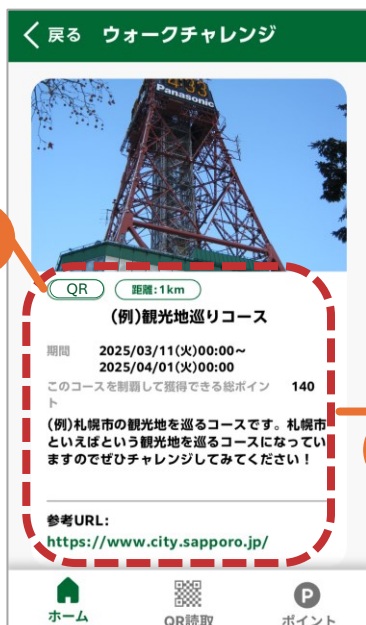 戻る ウォークチャレンジ
4:33
Panasonic
QR 距離:1km
(例)観光地巡りコース
期間 2025/03/11(火)00:00~
2025/04/01(火)00:00
このコースを制覇して獲得できる総ポイン 140
ト
(例)札幌市の観光地を巡るコースです。札幌市
といえばという観光地を巡るコースになってい
ますのでぜひチャレンジしてみてください！
参考URL:
https://www.city.sapporo.jp/
P
ホーム QR読取 ポイント